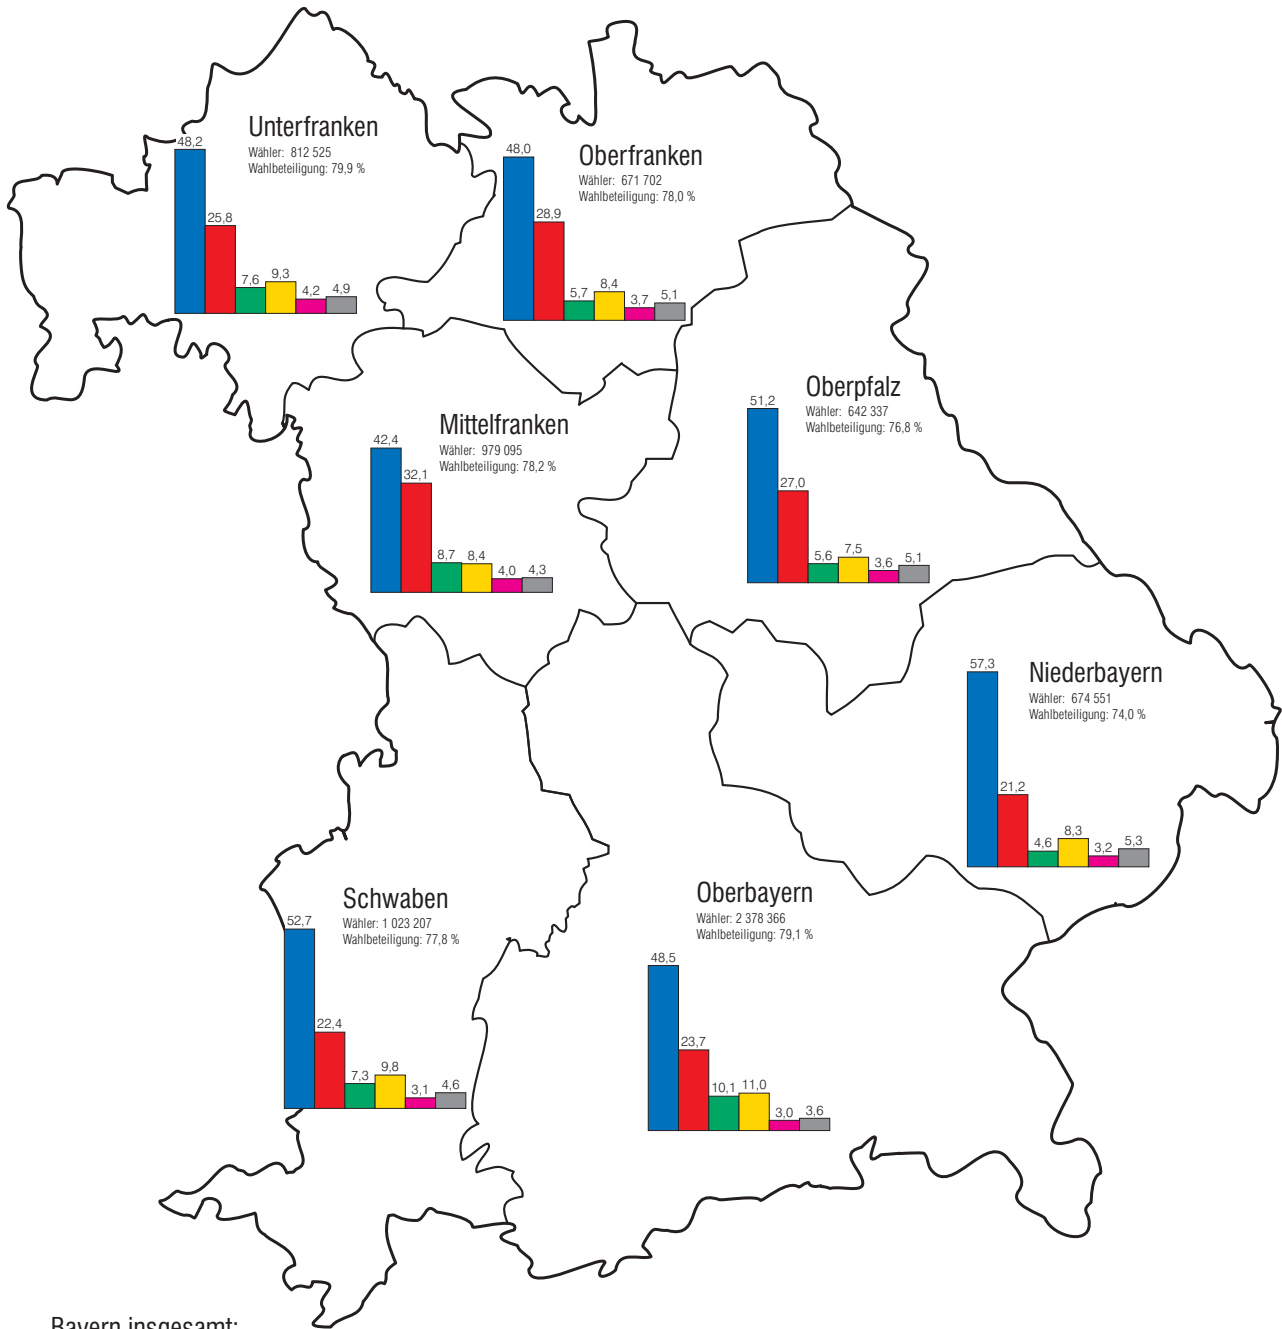 Unterfranken
Wähler: 812 525
Wahlbeteiligung: 79,9 %
48,2
25,8
7,6
9,3
4,2
4,9
Oberfranken
Wähler: 671 702
Wahlbeteiligung: 78,0 %
48,0
28,9
5,7
8,4
3,7
5,1
Oberpfalz
Wähler: 642 337
Wahlbeteiligung: 76,8 %
51,2
27,0
5,6
7,5
3,6
5,1
Mittelfranken
Wähler: 979 095
Wahlbeteiligung: 78,2 %
42,4
32,1
8,7
8,4
4,0
4,3
Niederbayern
Wähler: 674 551
Wahlbeteiligung: 74,0 %
57,3
21,2
4,6
8,3
3,2
5,3
Schwaben
Wähler: 1 023 207
Wahlbeteiligung: 77,8 %
52,7
22,4
7,3
9,8
3,1
4,6
Oberbayern
Wähler: 2 378 366
Wahlbeteiligung: 79,1 %
48,5
23,7
10,1
11,0
3,0
3,6
Bayern insgesamt: